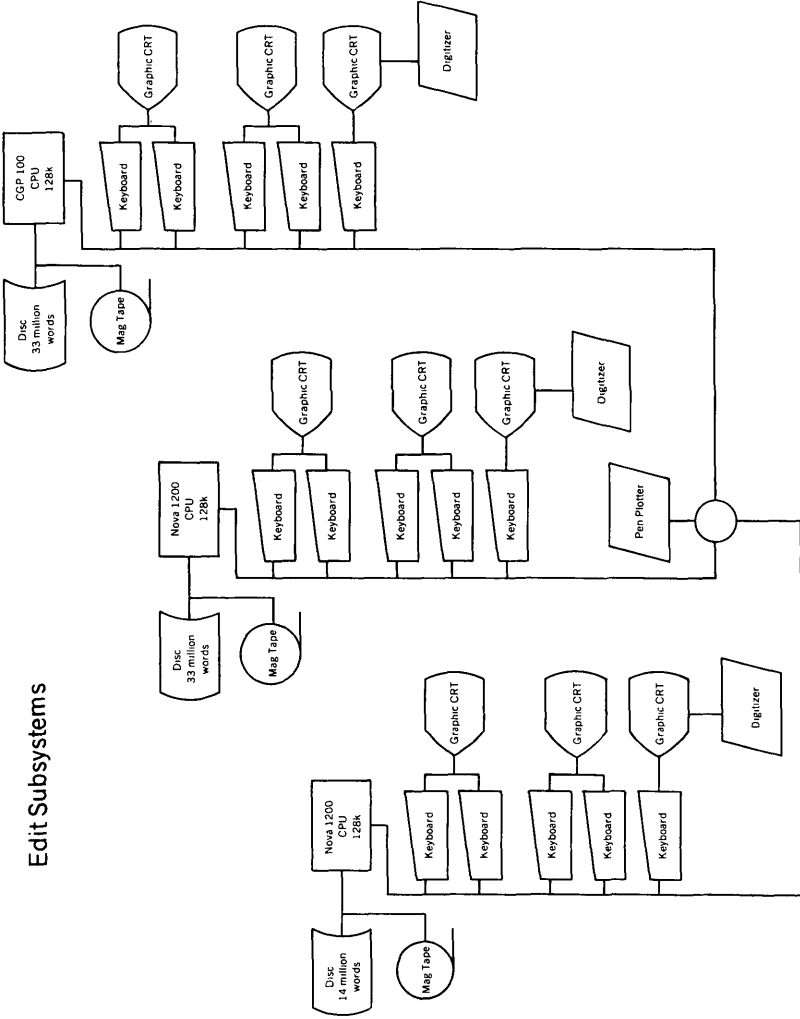 Edit Subsystems
Disc
14 million
words
Mag Tape
Nova 1200
CPU
128k
Keyboard
Keyboard
Keyboard
Keyboard
Keyboard
Graphic CRT
Graphic CRT
Graphic CRT
Digitizer
Disc
33 million
words
Mag Tape
Nova 1200
CPU
128k
Keyboard
Keyboard
Keyboard
Keyboard
Keyboard
Graphic CRT
Graphic CRT
Graphic CRT
Digitizer
Pen Plotter
Disc
33 million
words
Mag Tape
CGP 100
CPU
128k
Keyboard
Keyboard
Keyboard
Keyboard
Keyboard
Graphic CRT
Graphic CRT
Graphic CRT
Digitizer